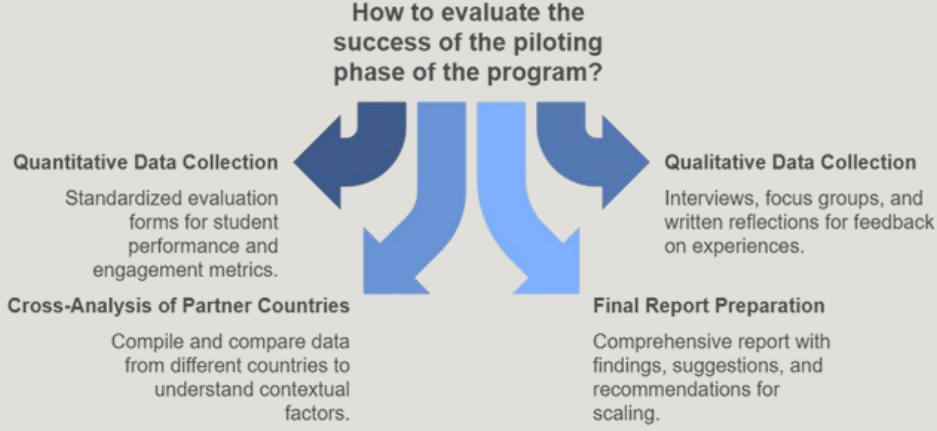 How to evaluate the
success of the piloting
phase of the program?
Quantitative Data Collection
Standardized evaluation
forms for student
performance and
engagement metrics.
Qualitative Data Collection
Interviews, focus groups, and
written reflections for feedback
on experiences.
Cross-Analysis of Partner Countries
Compile and compare data
from different countries to
understand contextual
factors.
Final Report Preparation
Comprehensive report with
findings, suggestions, and
recommendations for
scaling.